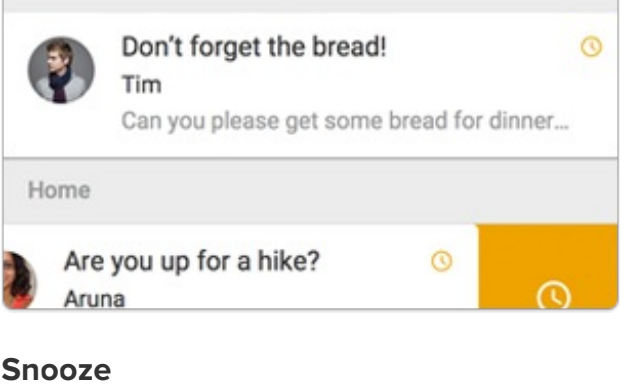 Don't forget the bread!
Tim
Can you please get some bread for dinner...
Home
Are you up for a hike?
Aruna
Snooze